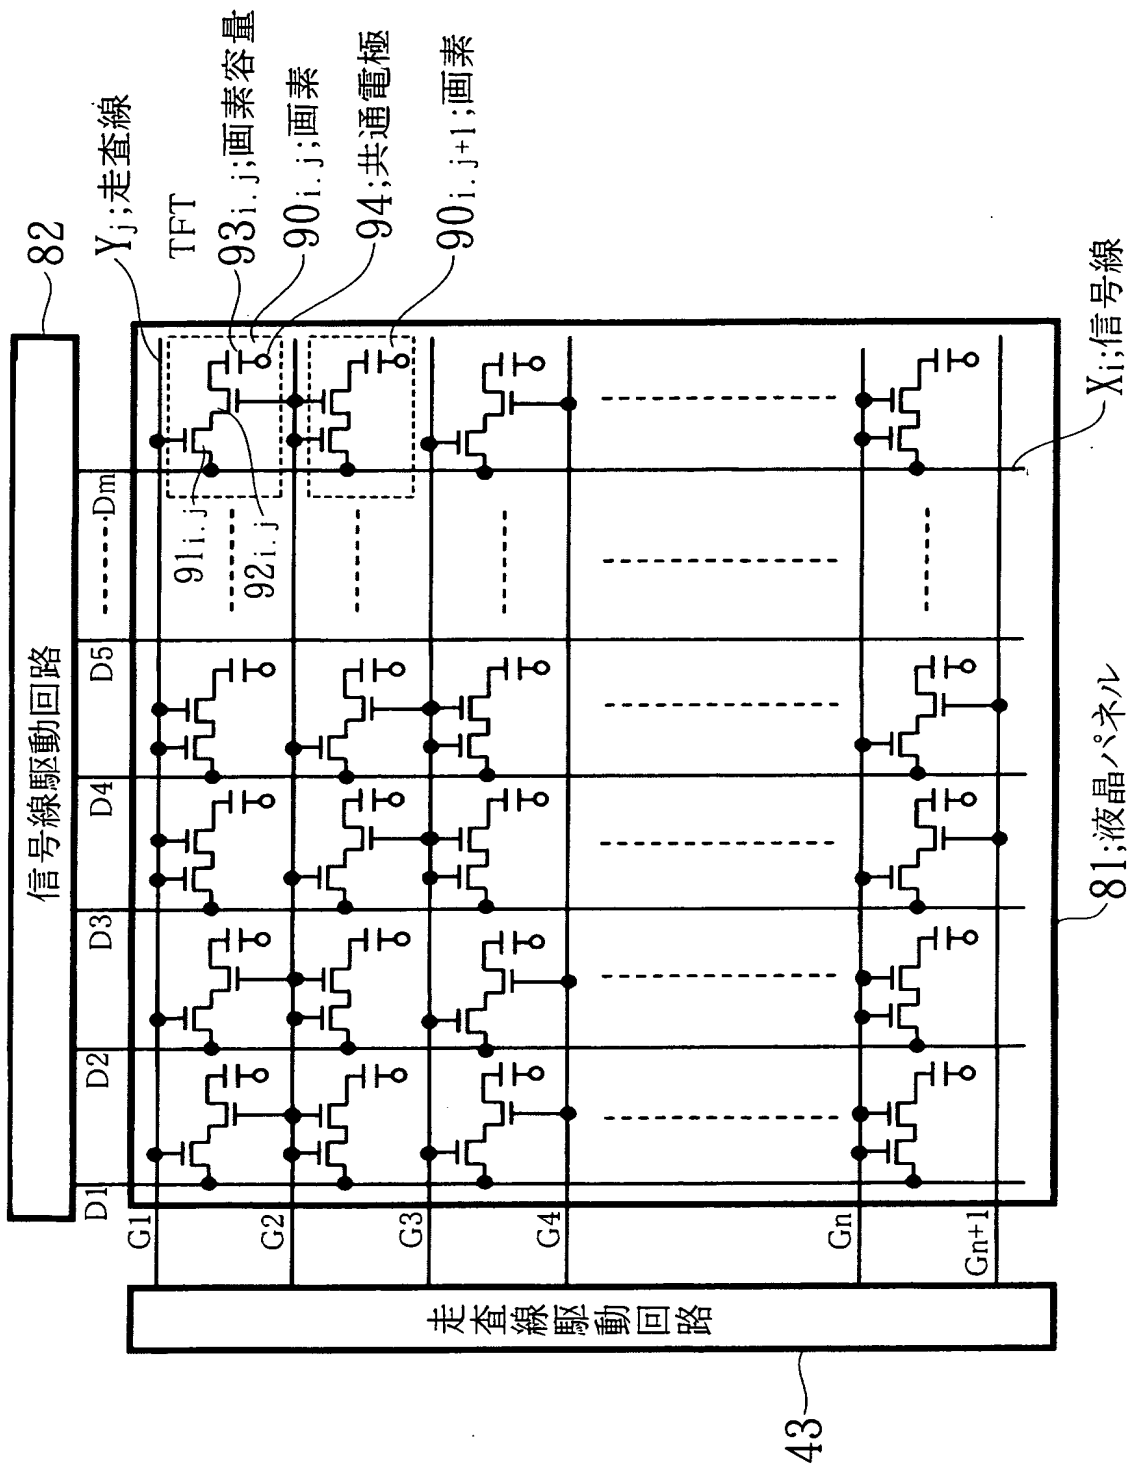 82
信号線駆動回路
Yj;走査線
TFT
93i.j;画素容量
90i.j;画素
94;共通電極
90i.j+1;画素
D1
D2
D3
D4
D5
Dm
91i.j
92i.j
G1
G2
G3
G4
Gn
Gn+1
走査線駆動回路
43
81;液晶パネル
Xi;信号線